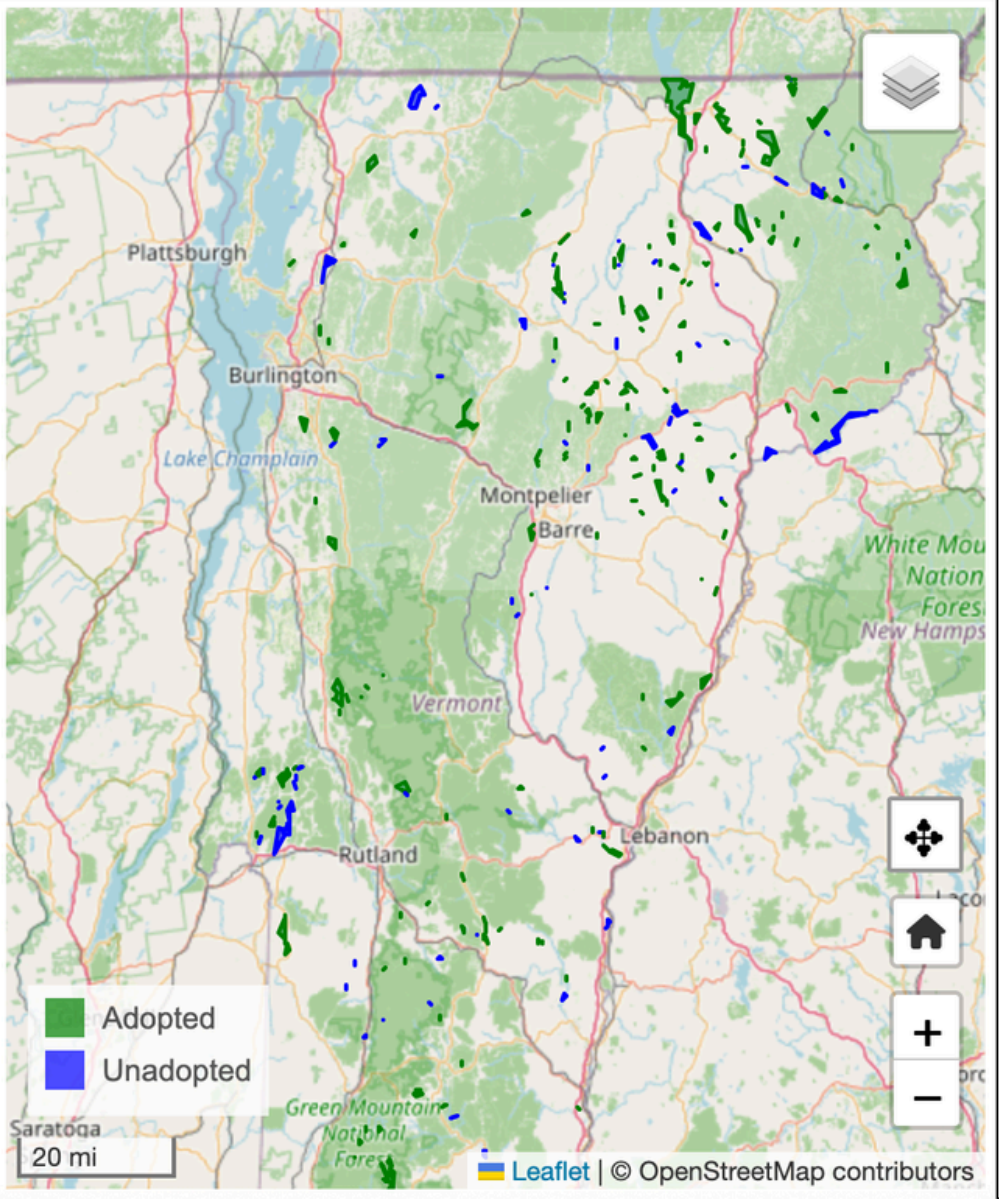 Plattsburgh
Burlington
Lake Champlain
Montpelier
Barre
White Mou
Nation
Fores
New Hamps
Vermont
Lebanon
Rutland
Adopted
+
Unadopted
−
Green Mountain
National
Forest
Saratoga
20 mi
Leaflet | © OpenStreetMap contributors